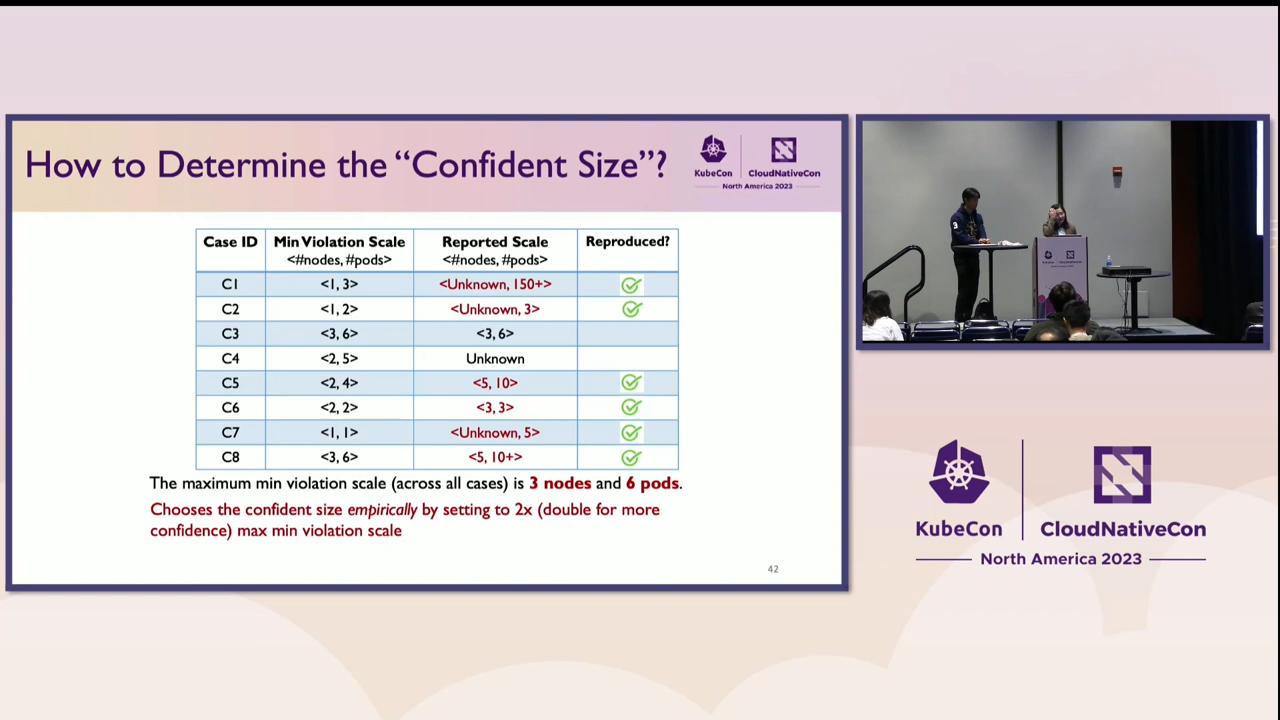 How to Determine the “Confident Size”?
KubeCon
CloudNativeCon
North America 2023
Case ID
Min Violation Scale
<#nodes, #pods>
Reported Scale
<#nodes, #pods>
Reproduced?
C1 <1, 3> <Unknown, 150+>
C2 <1, 2> <Unknown, 3>
C3 <3, 6> <3, 6>
C4 <2, 5> Unknown
C5 <2, 4> <5, 10>
C6 <2, 2> <3, 3>
C7 <1, 1> <Unknown, 5>
C8 <3, 6> <5, 10+>
The maximum min violation scale (across all cases) is 3 nodes and 6 pods.
Chooses the confident size empirically by setting to 2x (double for more
confidence) max min violation scale
42
KubeCon
CloudNativeCon
North America 2023